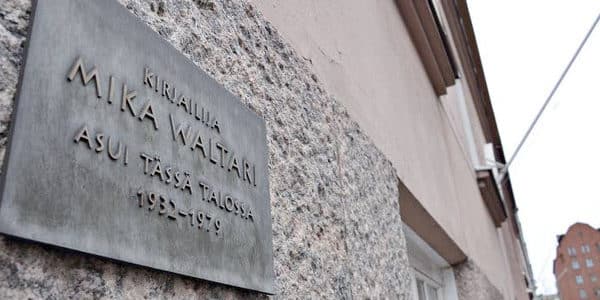 KIRJAILIJA
MIKA WALTARI
ASUI TÄSSÄ TALOSSA
1932–1979